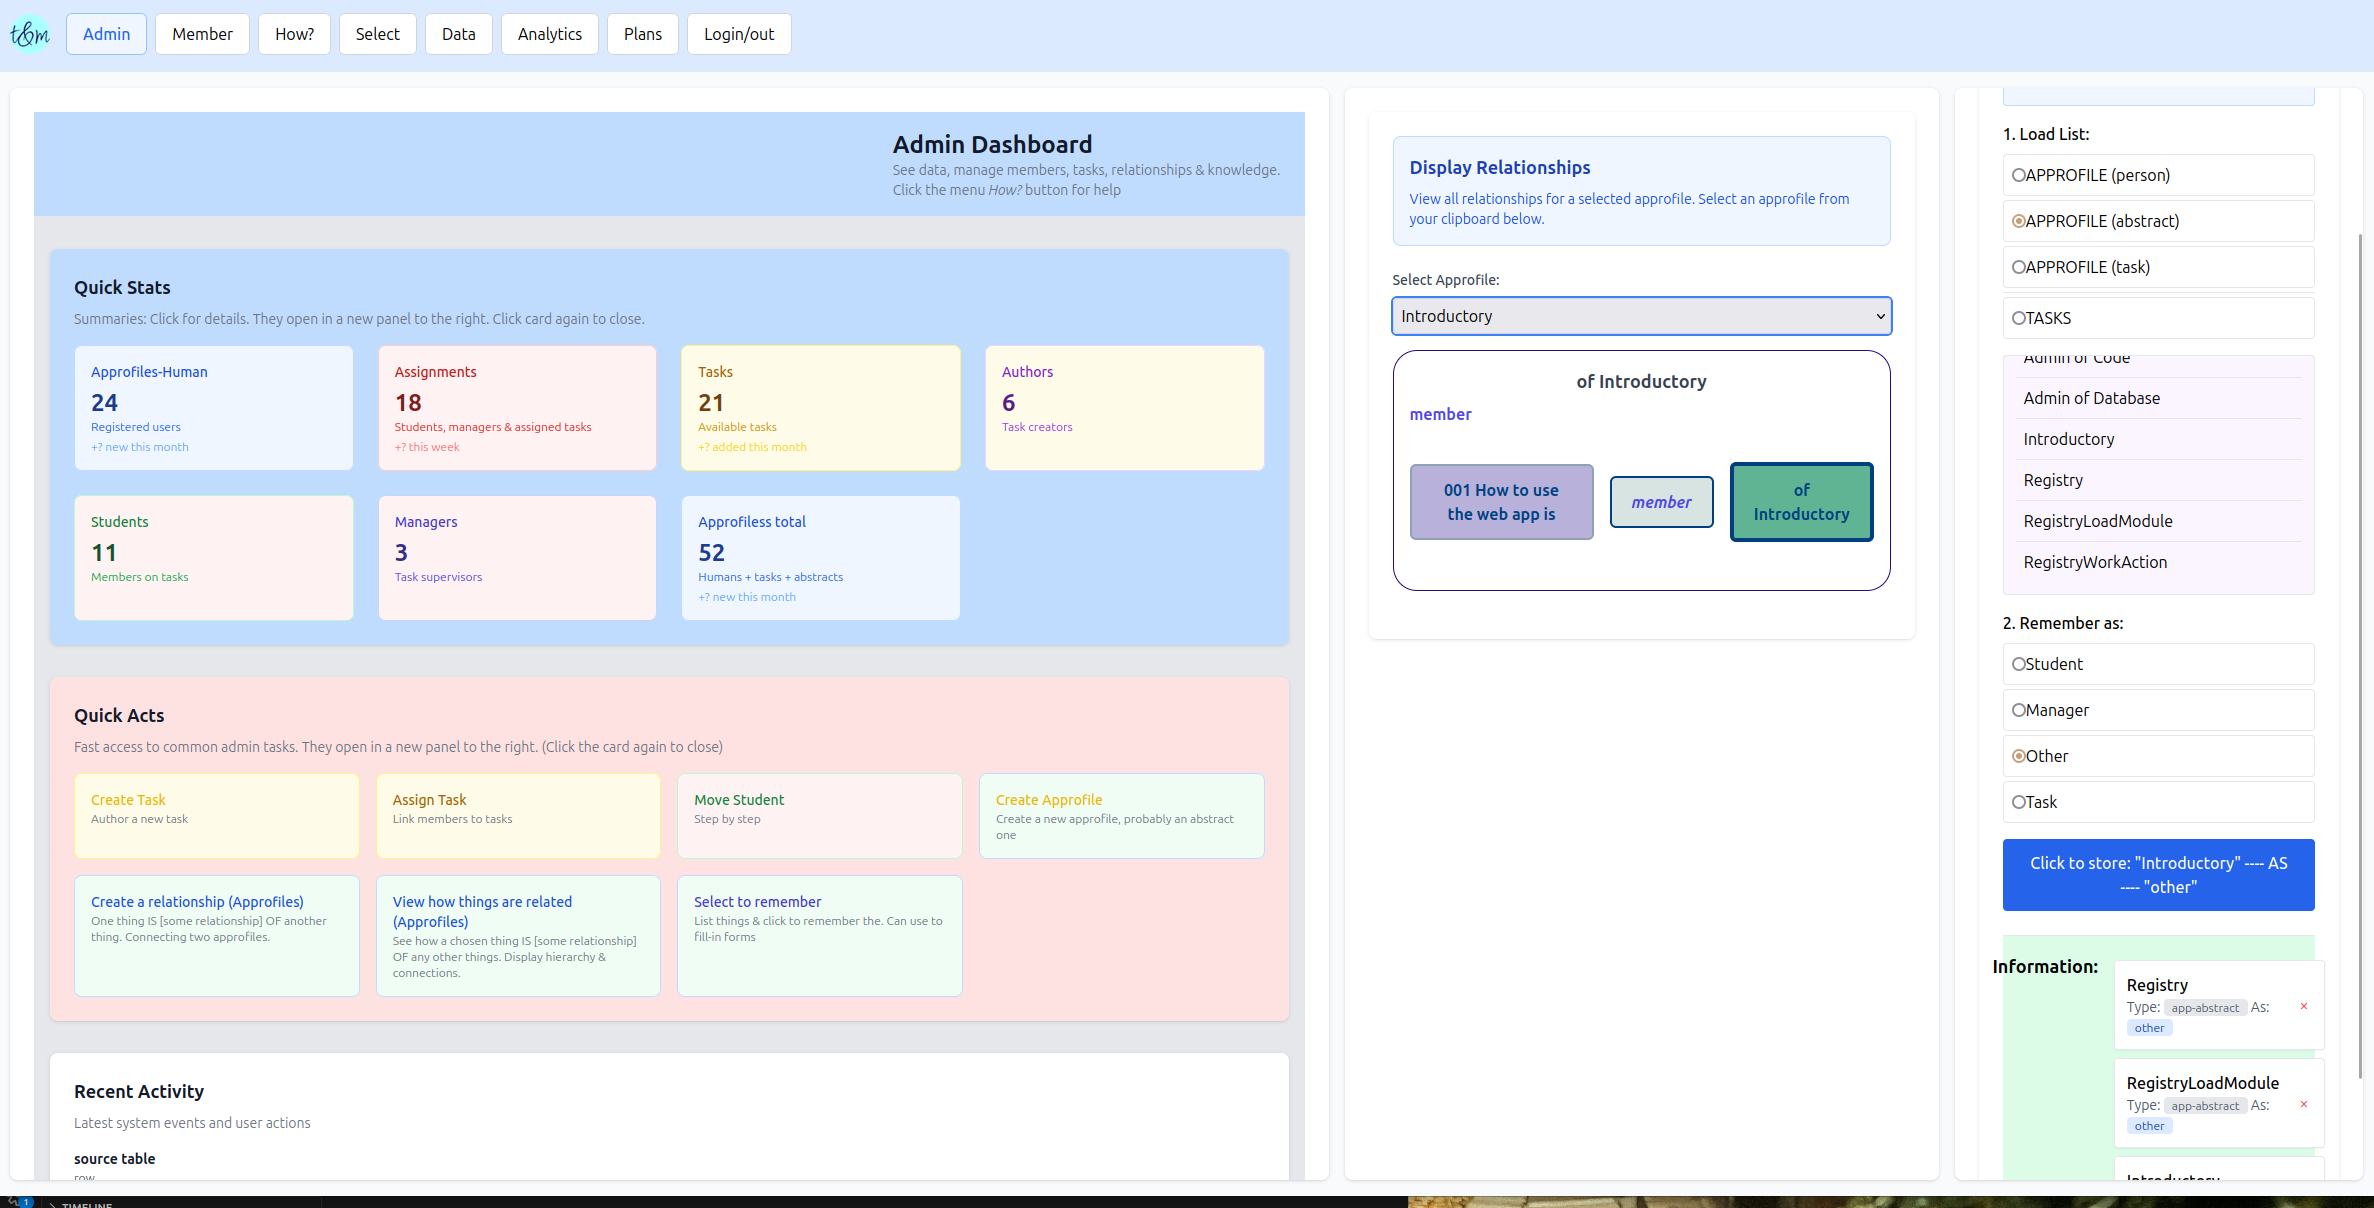 t&m
Admin
Member
How?
Select
Data
Analytics
Plans
Login/out
Admin Dashboard
See data, manage members, tasks, relationships & knowledge.
Click the menu How? button for help
Quick Stats
Summaries: Click for details. They open in a new panel to the right. Click card again to close.
Approfiles-Human
24
Registered users
+? new this month
Assignments
18
Students, managers & assigned tasks
+? this week
Tasks
21
Available tasks
+? added this month
Authors
6
Task creators
Students
11
Members on tasks
Managers
3
Task supervisors
Approfiless total
52
Humans + tasks + abstracts
+? new this month
Quick Acts
Fast access to common admin tasks. They open in a new panel to the right. (Click the card again to close)
Create Task
Author a new task
Assign Task
Link members to tasks
Move Student
Step by step
Create Approfile
Create a new approfile, probably an abstract
one
Create a relationship (Approfiles)
One thing IS [some relationship] OF another
thing. Connecting two approfiles.
View how things are related
(Approfiles)
See how a chosen thing IS [some relationship]
OF any other things. Display hierarchy &
connections.
Select to remember
List things & click to remember the. Can use to
fill-in forms
Recent Activity
Latest system events and user actions
source table
row
Display Relationships
View all relationships for a selected approfile. Select an approfile from
your clipboard below.
Select Approfile:
Introductory
of Introductory
member
001 How to use
the web app is
member
of
Introductory
1. Load List:
APPROFILE (person)
APPROFILE (abstract)
APPROFILE (task)
TASKS
Admin of Code
Admin of Database
Introductory
Registry
RegistryLoadModule
RegistryWorkAction
2. Remember as:
Student
Manager
Other
Task
Click to store: "Introductory" ---- AS
---- "other"
Information:
Registry
Type: app-abstract As:
other
×
RegistryLoadModule
Type: app-abstract As:
other
×
Introductory
1
TIMELINE